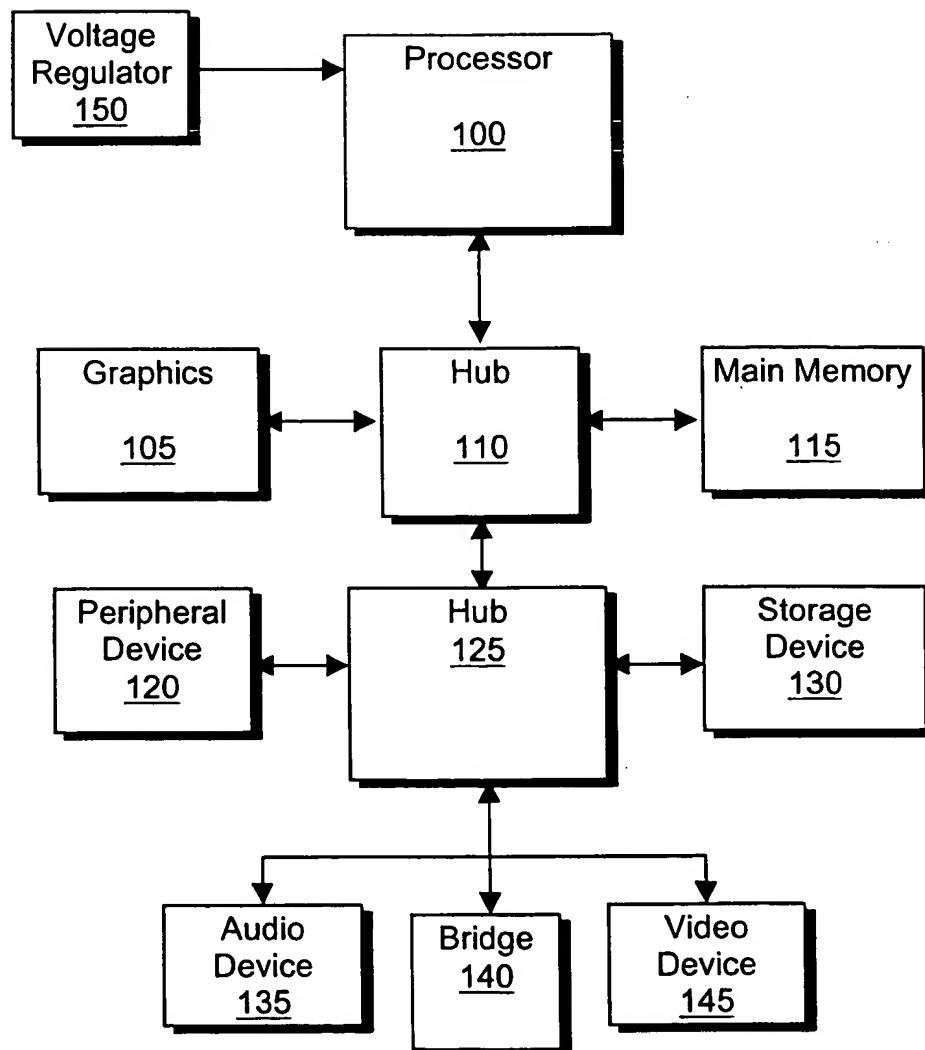 Voltage
Regulator
150
Processor
100
Graphics
105
Hub
110
Main Memory
115
Peripheral
Device
120
Hub
125
Storage
Device
130
Audio
Device
135
Bridge
140
Video
Device
145